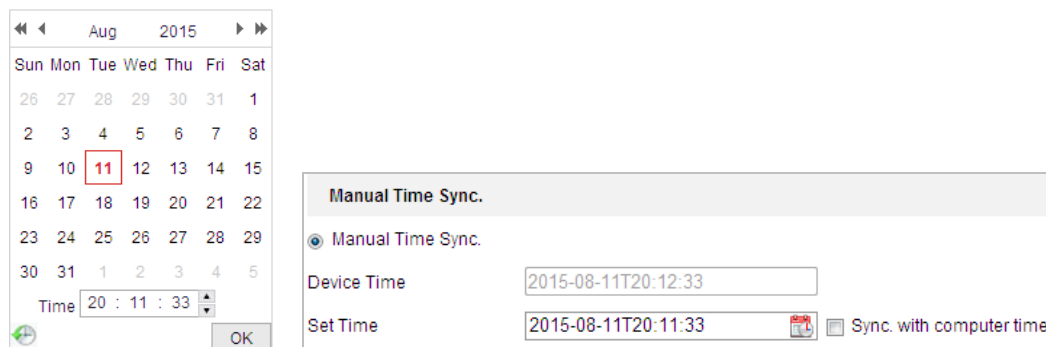 Aug 2015
Sun Mon Tue Wed Thu Fri Sat
26 27 28 29 30 31 1
2 3 4 5 6 7 8
9 10 11 12 13 14 15
16 17 18 19 20 21 22
23 24 25 26 27 28 29
30 31 1 2 3 4 5
Time 20 : 11 : 33
OK
Manual Time Sync.
Manual Time Sync.
Device Time 2015-08-11T20:12:33
Set Time 2015-08-11T20:11:33 Sync. with computer time